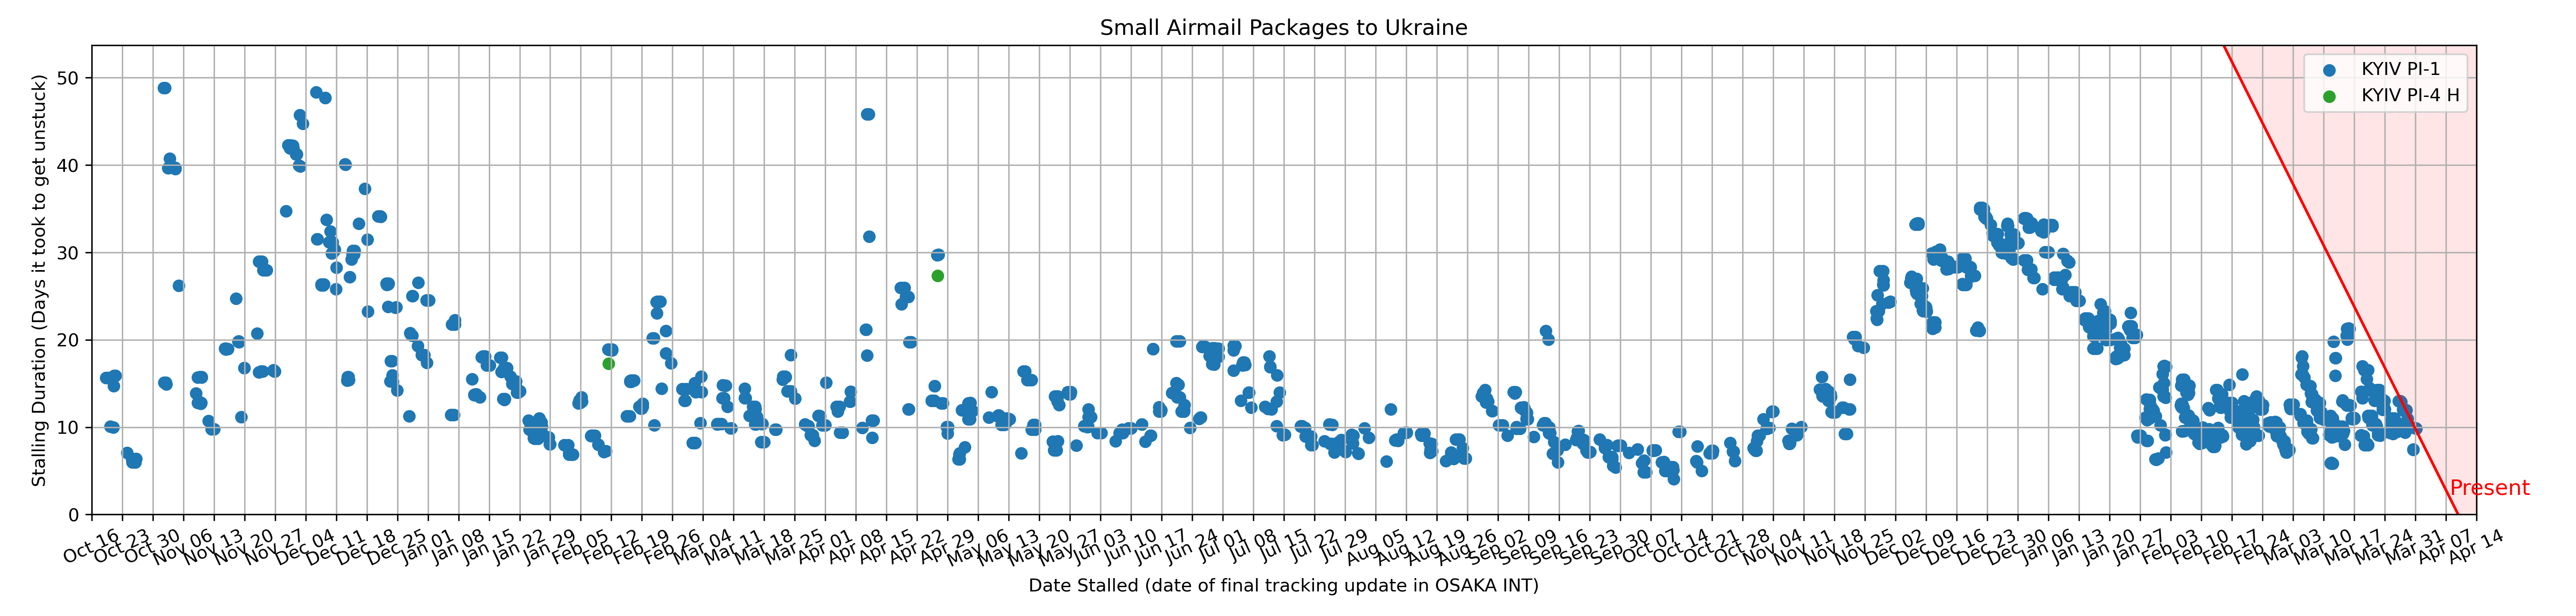 Small Airmail Packages to Ukraine
KYIV PI-1
KYIV PI-4 H
Stalling Duration (Days it took to get unstuck)
50
40
30
20
10
0
Present
Oct 16 Oct 23 Oct 30 Nov 06 Nov 13 Nov 20 Nov 27 Dec 04 Dec 11 Dec 18 Dec 25 Jan 01 Jan 08 Jan 15 Jan 22 Jan 29 Feb 05 Feb 12 Feb 19 Feb 26 Mar 04 Mar 11 Mar 18 Mar 25 Apr 01 Apr 08 Apr 15 Apr 22 Apr 29 May 06 May 13 May 20 May 27 Jun 03 Jun 10 Jun 17 Jun 24 Jul 01 Jul 08 Jul 15 Jul 22 Jul 29 Aug 05 Aug 12 Aug 19 Aug 26 Sep 02 Sep 09 Sep 16 Sep 23 Sep 30 Oct 07 Oct 14 Oct 21 Oct 28 Nov 04 Nov 11 Nov 18 Nov 25 Dec 02 Dec 09 Dec 16 Dec 23 Dec 30 Jan 06 Jan 13 Jan 20 Jan 27 Feb 03 Feb 10 Feb 17 Feb 24 Mar 03 Mar 10 Mar 17 Mar 24 Mar 31 Apr 07 Apr 14
Date Stalled (date of final tracking update in OSAKA INT)